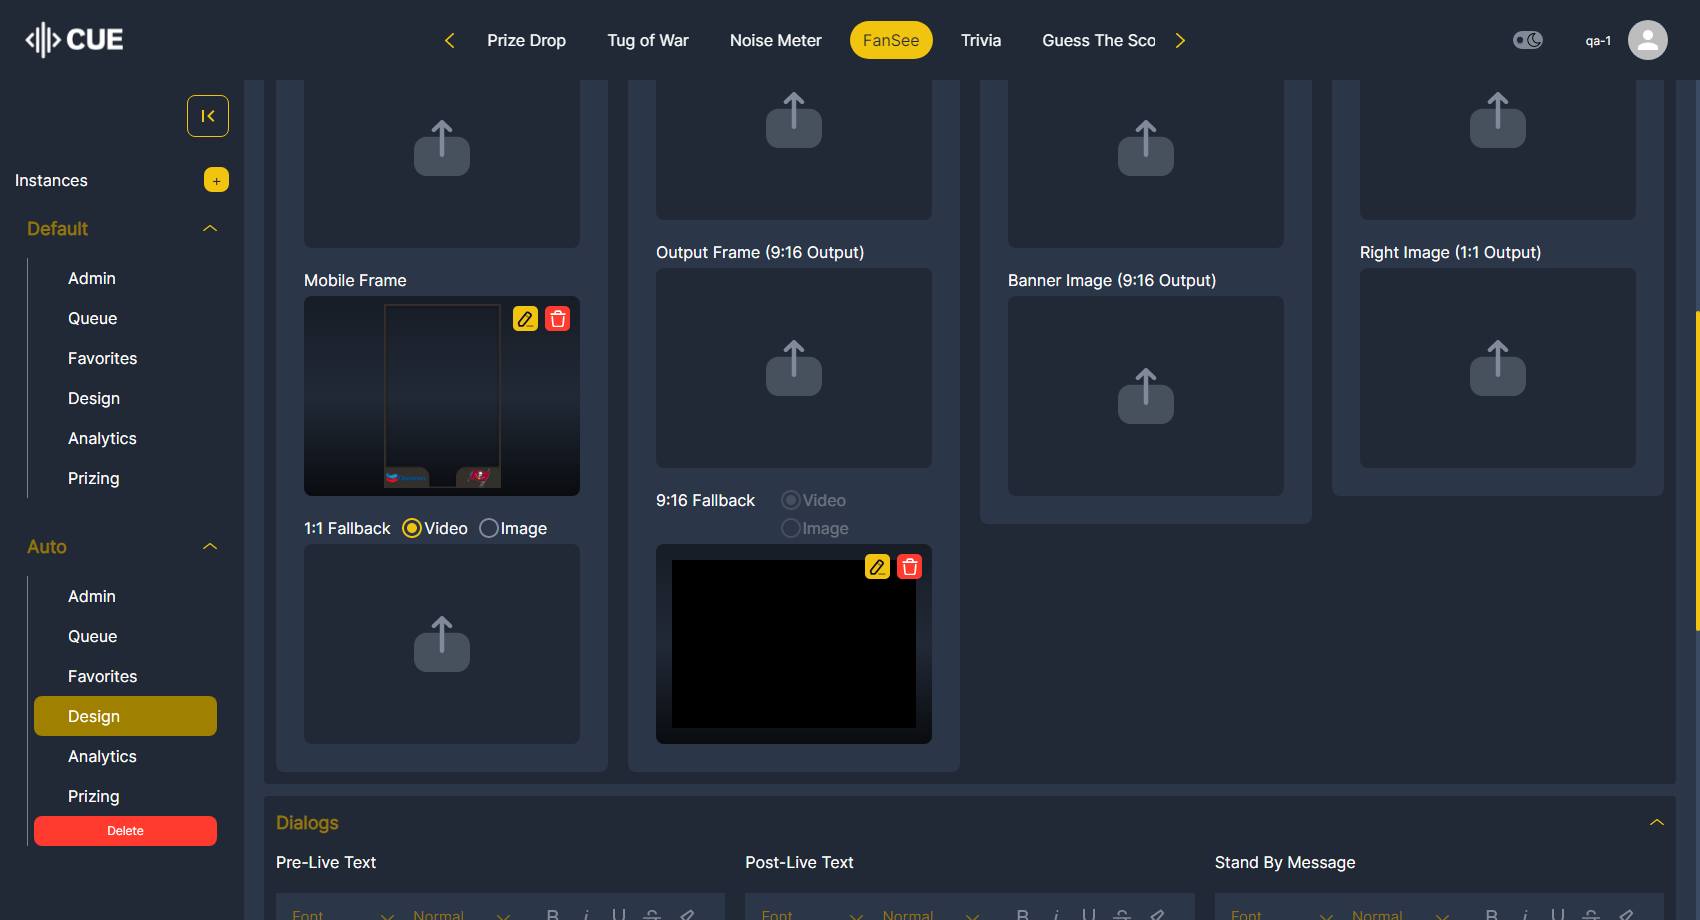 CUE
Prize Drop
Tug of War
Noise Meter
FanSee
Trivia
Guess The Sco
qa-1
Instances
+
Default
Admin
Queue
Favorites
Design
Analytics
Prizing
Auto
Admin
Queue
Favorites
Design
Analytics
Prizing
Delete
Mobile Frame
1:1 Fallback
Video
Image
Output Frame (9:16 Output)
9:16 Fallback
Video
Image
Banner Image (9:16 Output)
Right Image (1:1 Output)
Dialogs
Pre-Live Text
Font
Normal
B i U S
Post-Live Text
Font
Normal
B i U S
Stand By Message
Font
Normal
B i U S